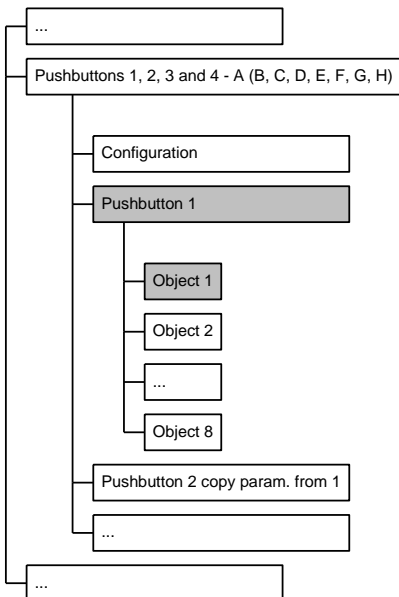 ...
Pushbuttons 1, 2, 3 and 4 - A (B, C, D, E, F, G, H)
Configuration
Pushbutton 1
Object 1
Object 2
...
Object 8
Pushbutton 2 copy param. from 1
...
...